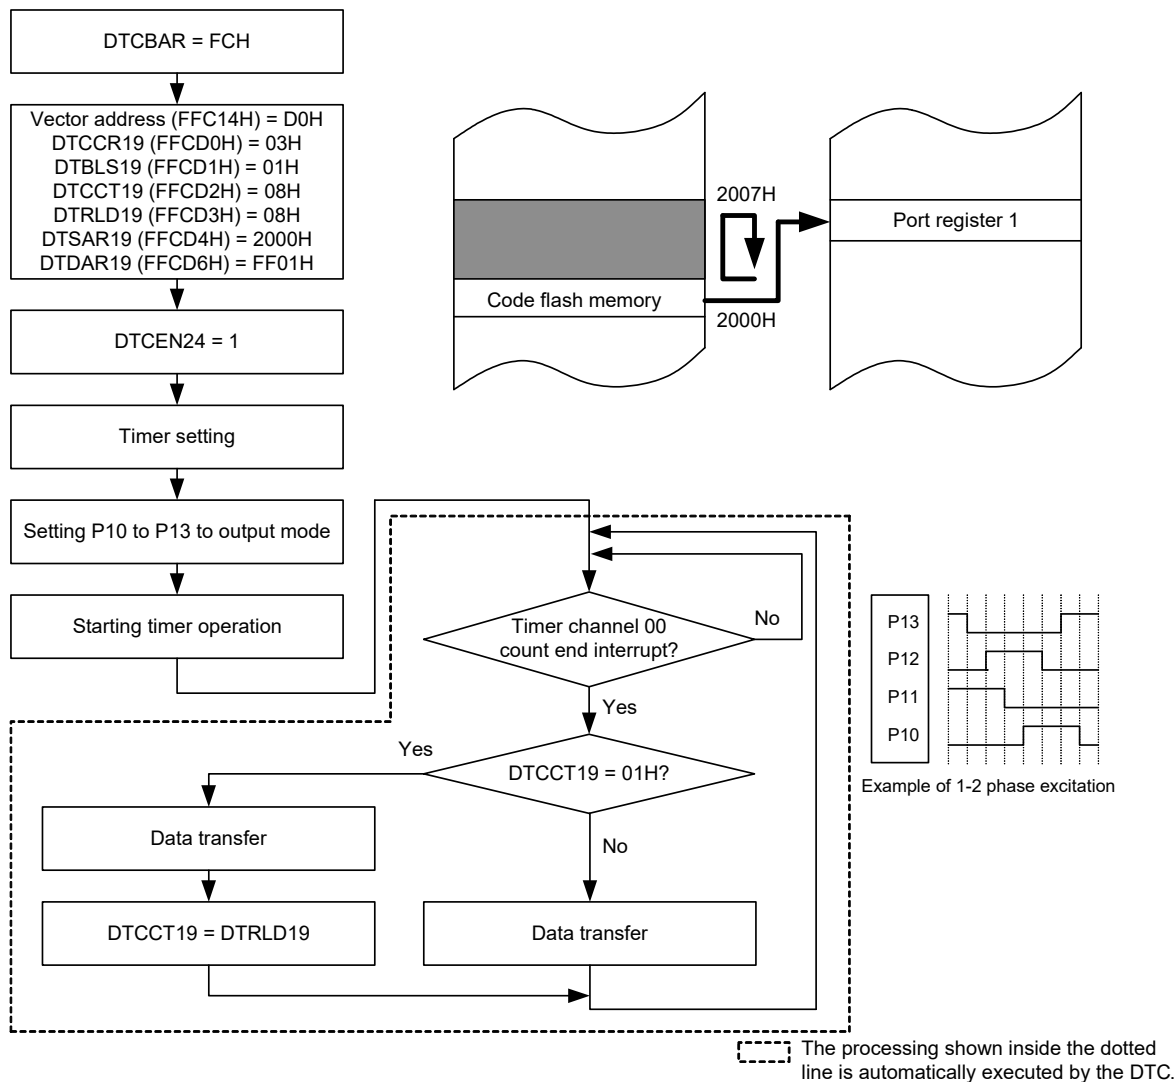 DTCBAR = FCH
Vector address (FFC14H) = D0H
DTCCR19 (FFCD0H) = 03H
DTBLS19 (FFCD1H) = 01H
DTCCT19 (FFCD2H) = 08H
DTRLD19 (FFCD3H) = 08H
DTSAR19 (FFCD4H) = 2000H
DTDAR19 (FFCD6H) = FF01H
DTCEN24 = 1
Timer setting
Setting P10 to P13 to output mode
Starting timer operation
2007H
Port register 1
Code flash memory
2000H
Timer channel 00
count end interrupt?
No
Yes
DTCCT19 = 01H?
Yes
No
Data transfer
DTCCT19 = DTRLD19
Data transfer
P13
P12
P11
P10
Example of 1-2 phase excitation
The processing shown inside the dotted
line is automatically executed by the DTC.